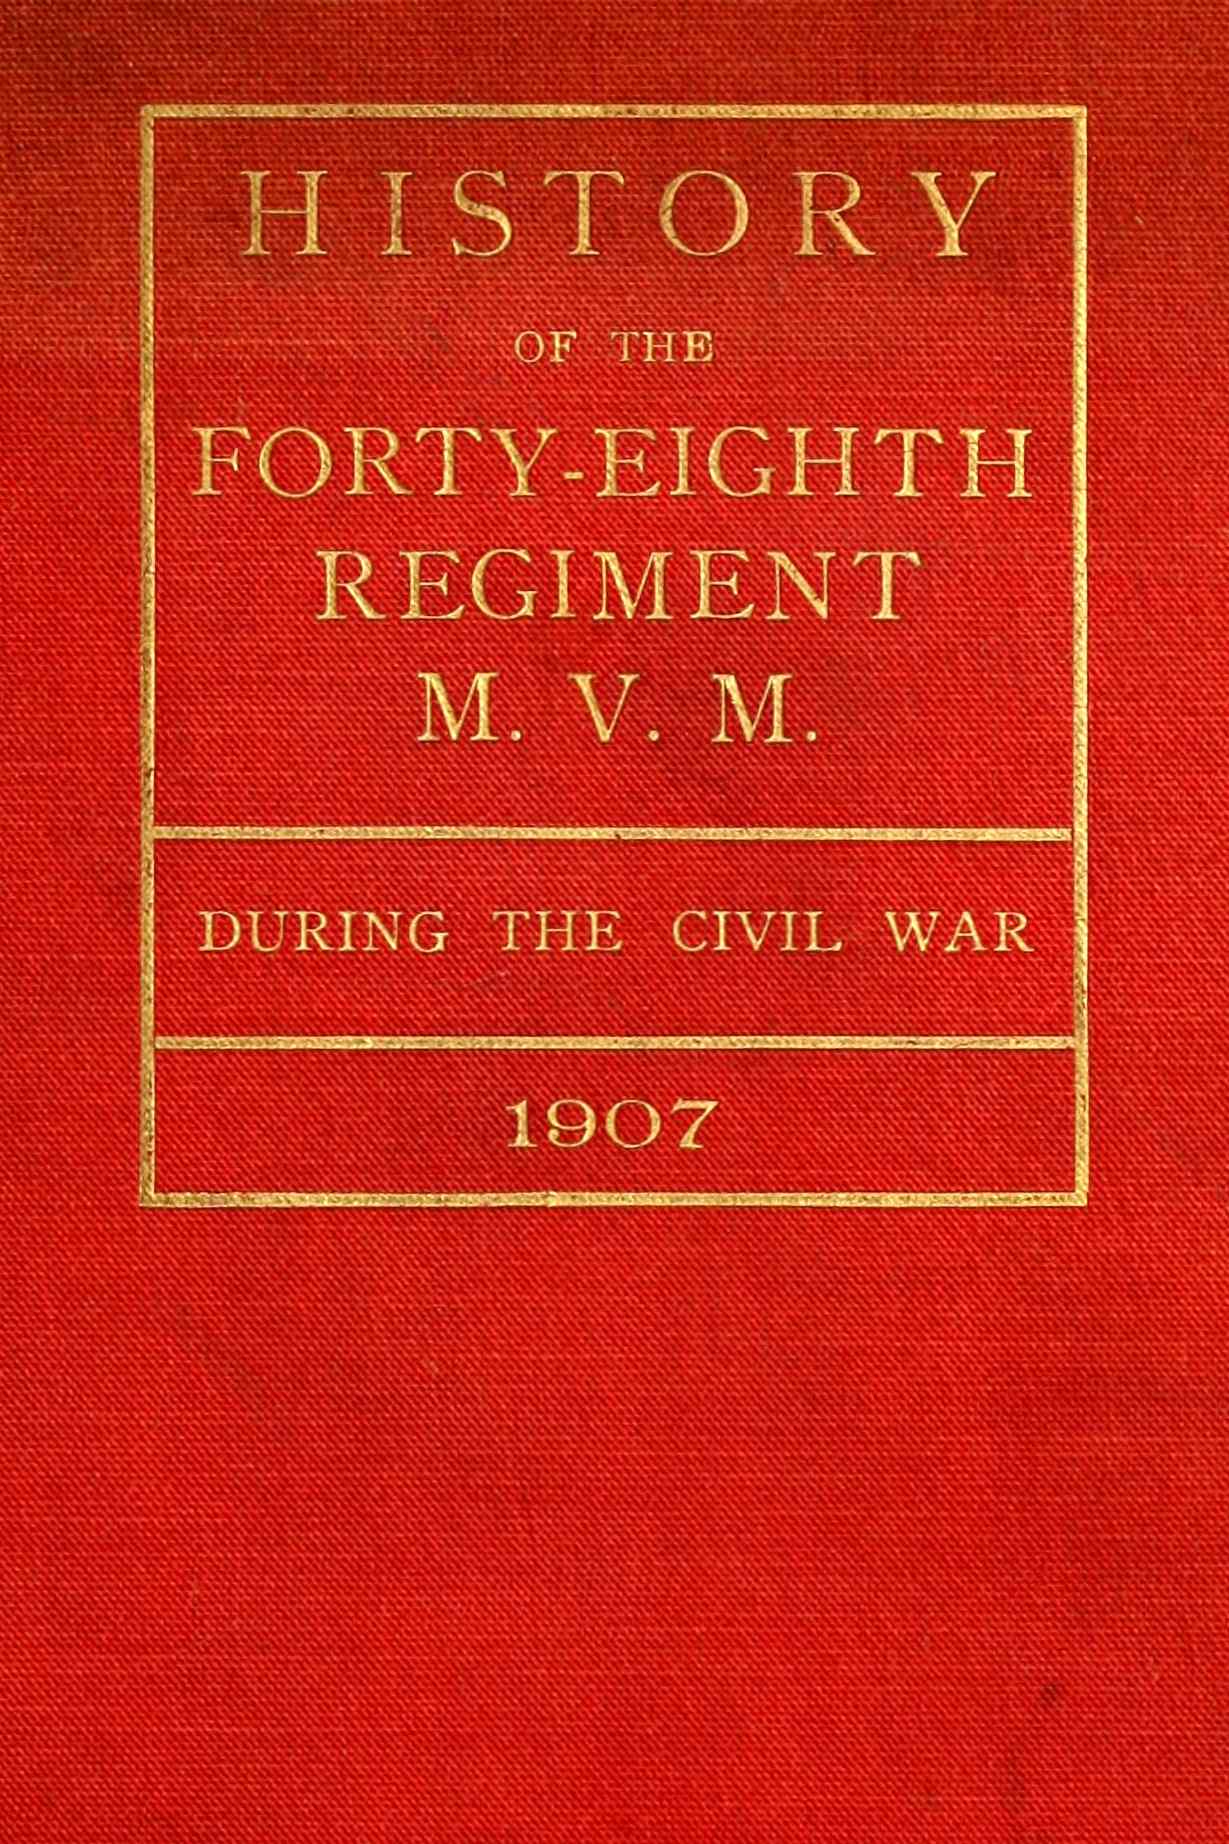 HISTORY
OF THE
FORTY-EIGHTH
REGIMENT
M. V. M.
DURING THE CIVIL WAR
1907